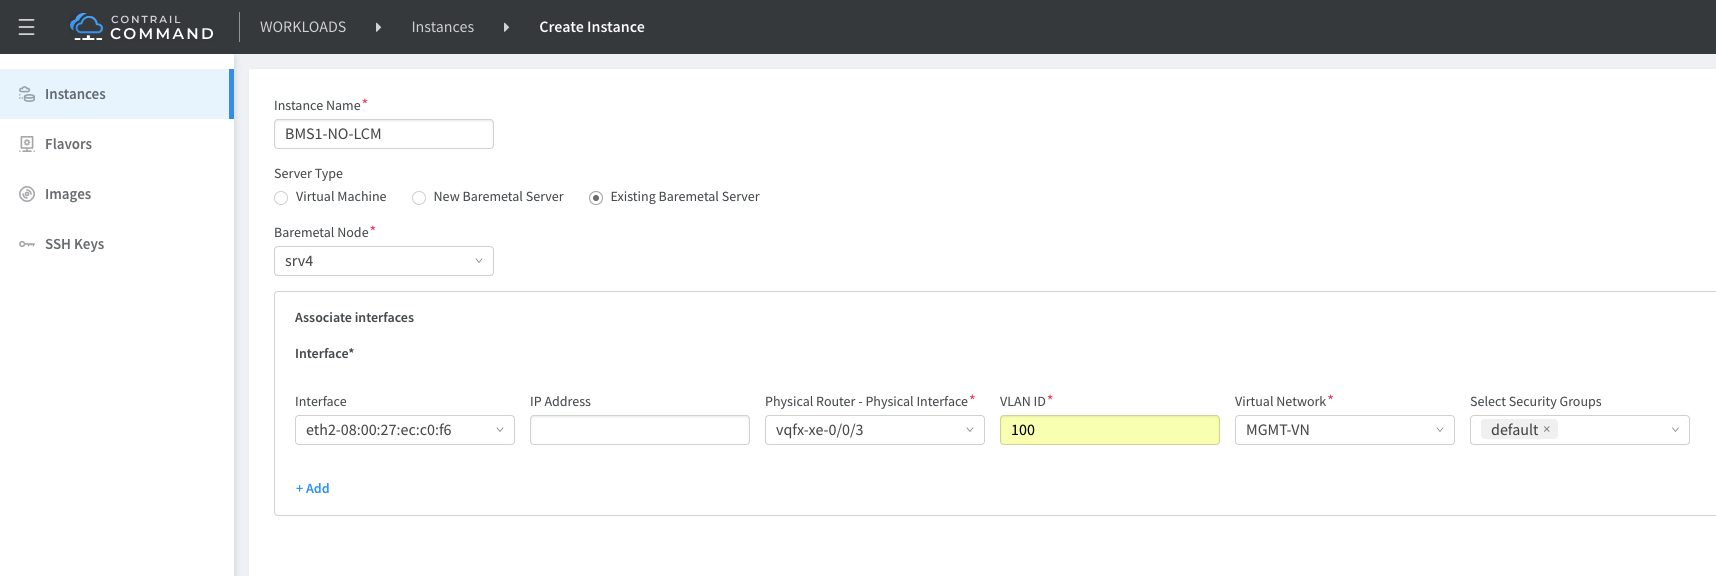 CONTRAIL
COMMAND
WORKLOADS Instances Create Instance
Instances
Flavors
Images
SSH Keys
Instance Name*
BMS1-NO-LCM
Server Type
Virtual Machine New Baremetal Server Existing Baremetal Server
Baremetal Node*
srv4
Associate interfaces
Interface*
Interface IP Address Physical Router - Physical Interface* VLAN ID* Virtual Network* Select Security Groups
eth2-08:00:27:ec:c0:f6 vqfx-xe-0/0/3 100 MGMT-VN default ×
+ Add